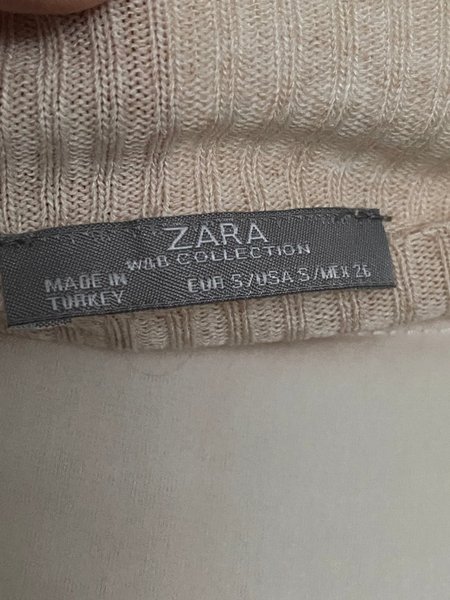 ZARA
W&B COLLECTION
MADE IN
TURKEY
EUR S/USA S/MEX 26